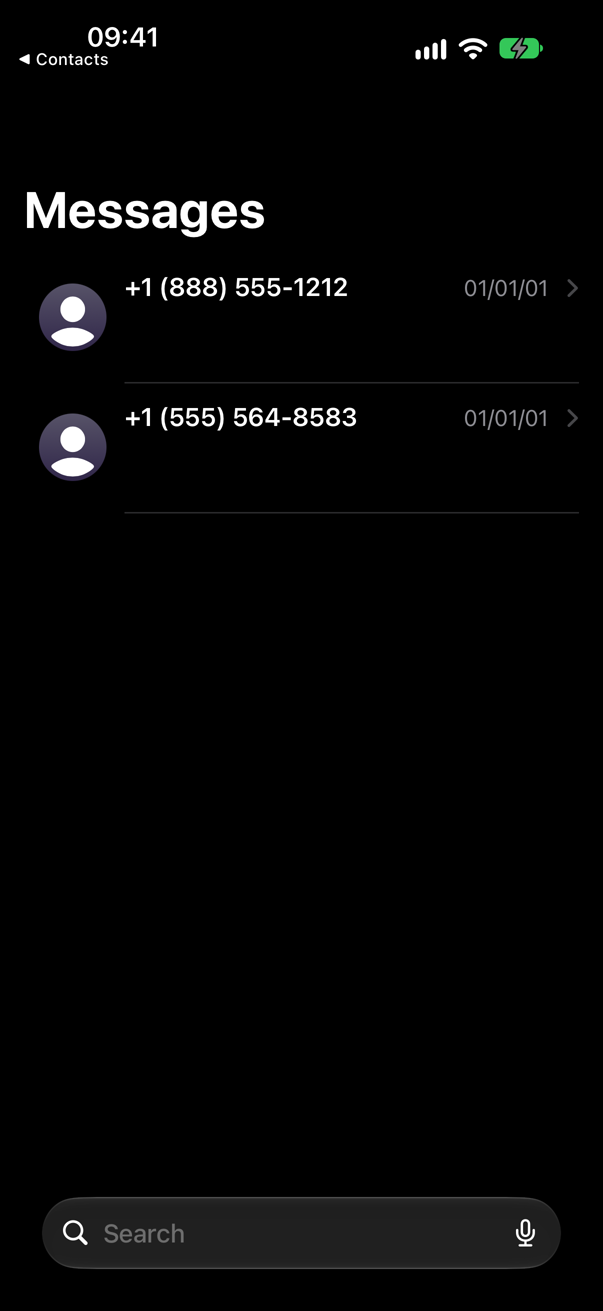 09:41
◀ Contacts
Messages
+1 (888) 555-1212 01/01/01
+1 (555) 564-8583 01/01/01
Search